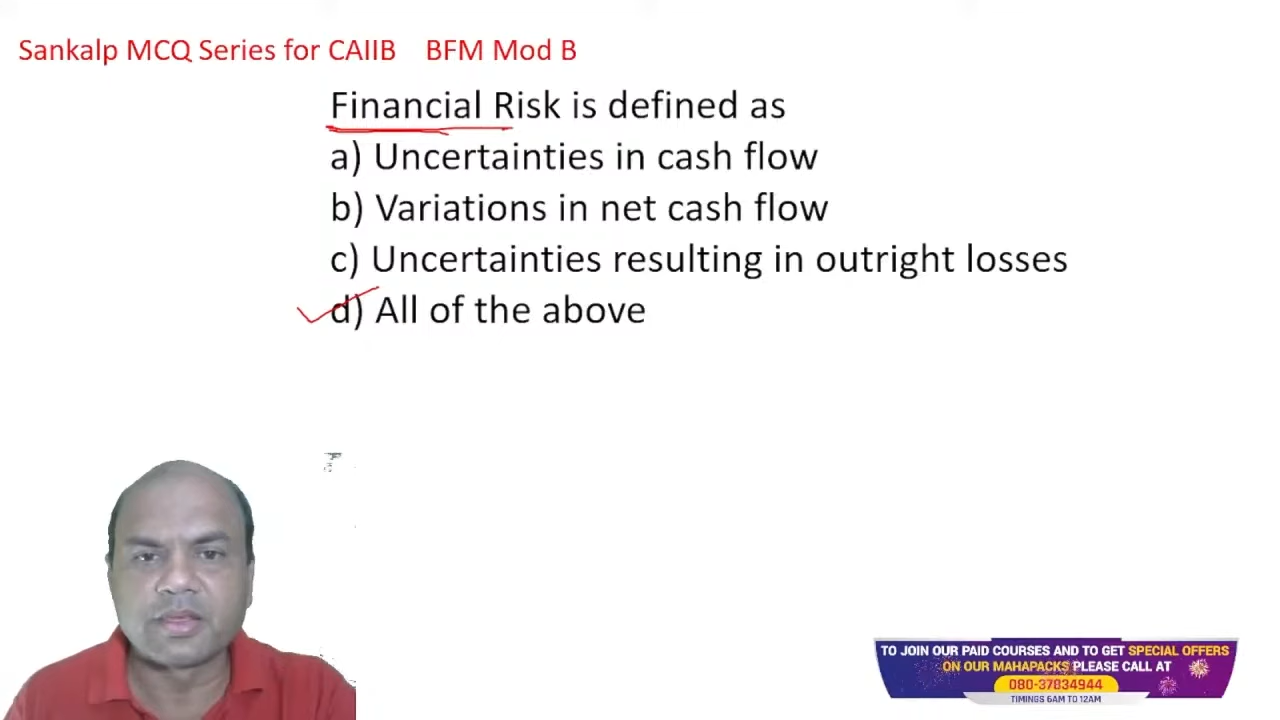 Sankalp MCQ Series for CAIIB BFM Mod B
Financial Risk is defined as
a) Uncertainties in cash flow
b) Variations in net cash flow
c) Uncertainties resulting in outright losses
d) All of the above
TO JOIN OUR PAID COURSES AND TO GET SPECIAL OFFERS
ON OUR MAHAPACKS PLEASE CALL AT
080-37834944
TIMINGS 6AM TO 12AM